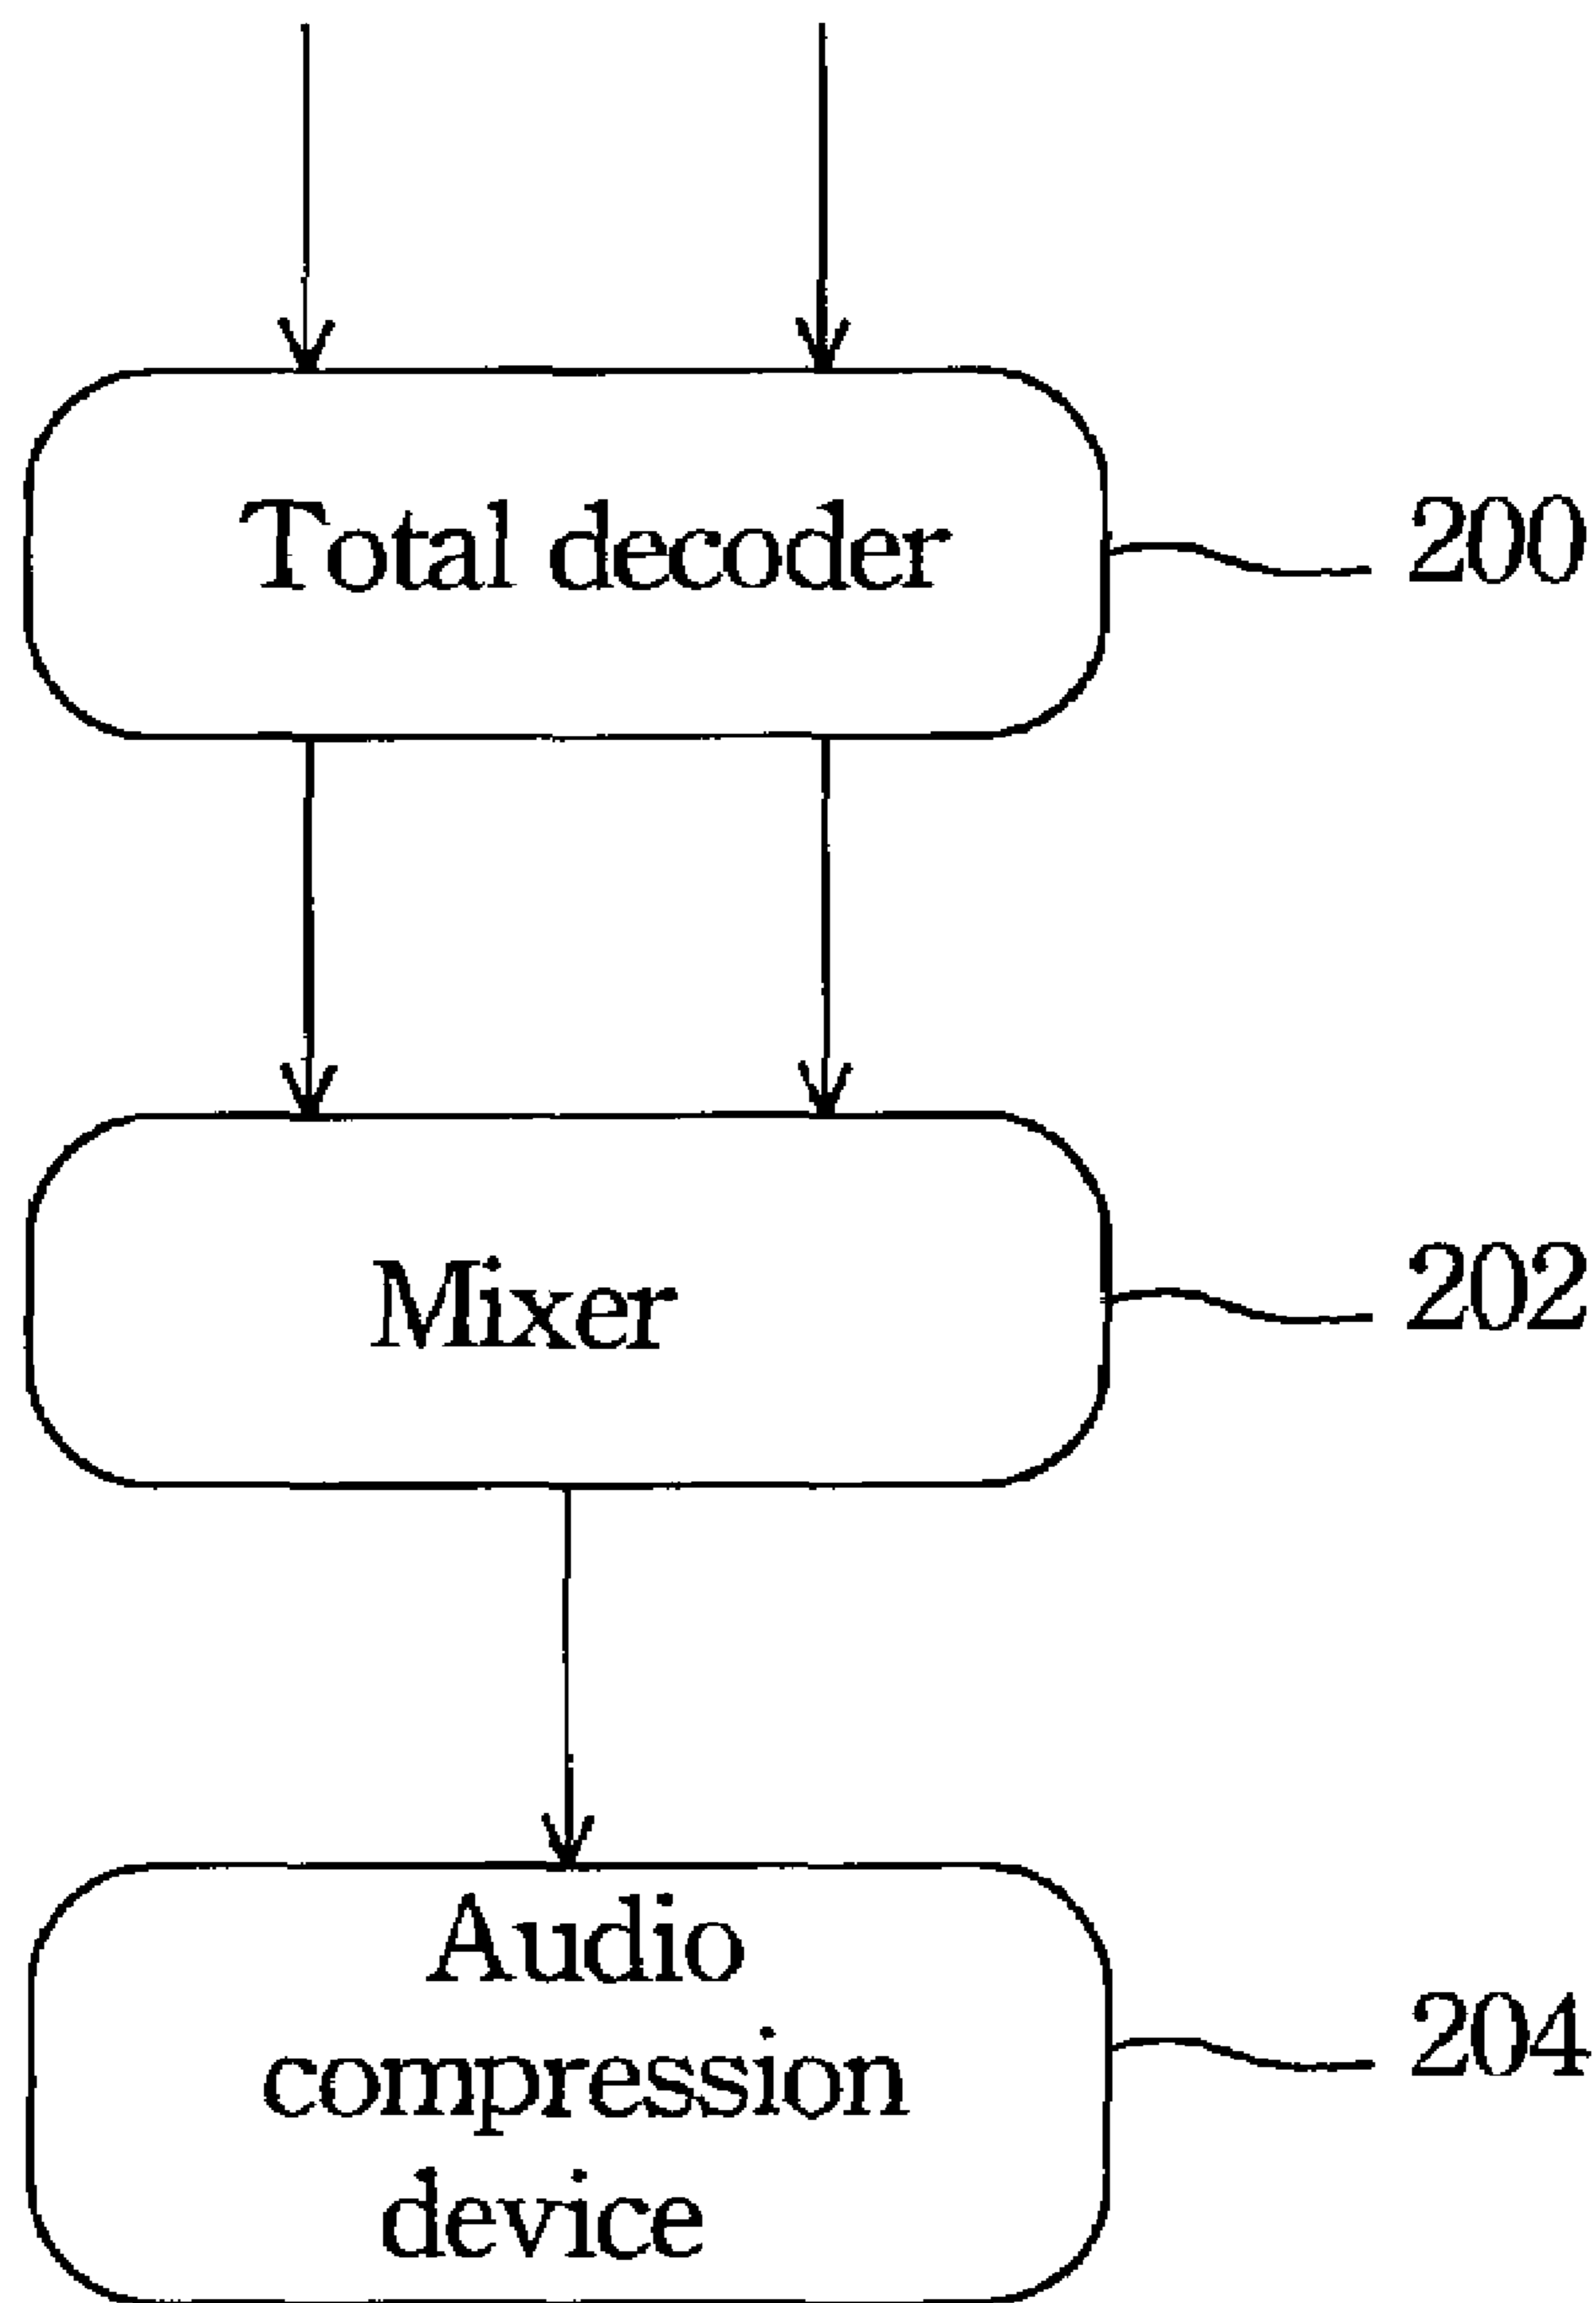 Total decoder
200
Mixer
202
Audio
compression
device
204